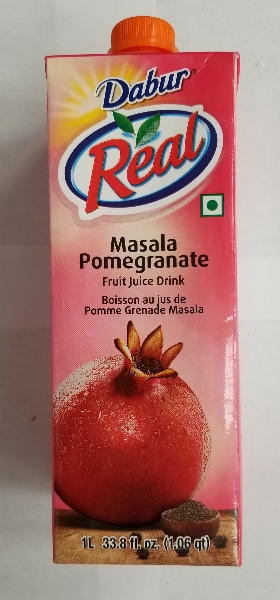 Dabur
Real
Masala
Pomegranate
Fruit Juice Drink
Boisson au jus de
Pomme Grenade Masala
1L 33.8 fl. oz. (1.06 qt)